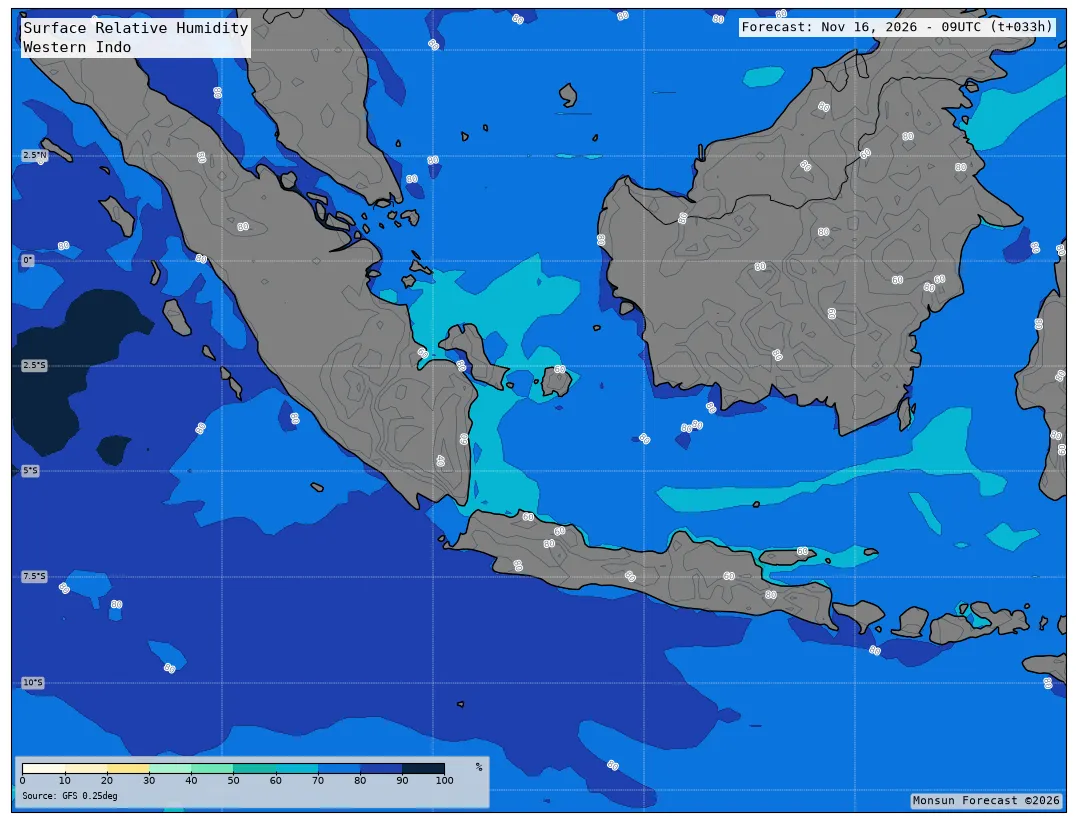 Surface Relative Humidity
Western Indo
Forecast: Nov 16, 2026 - 09UTC (t+033h)
2.5°N
0°
2.5°S
5°S
7.5°S
10°S
0 10 20 30 40 50 60 70 80 90 100 %
Source: GFS 0.25deg
Monsun Forecast ©2026